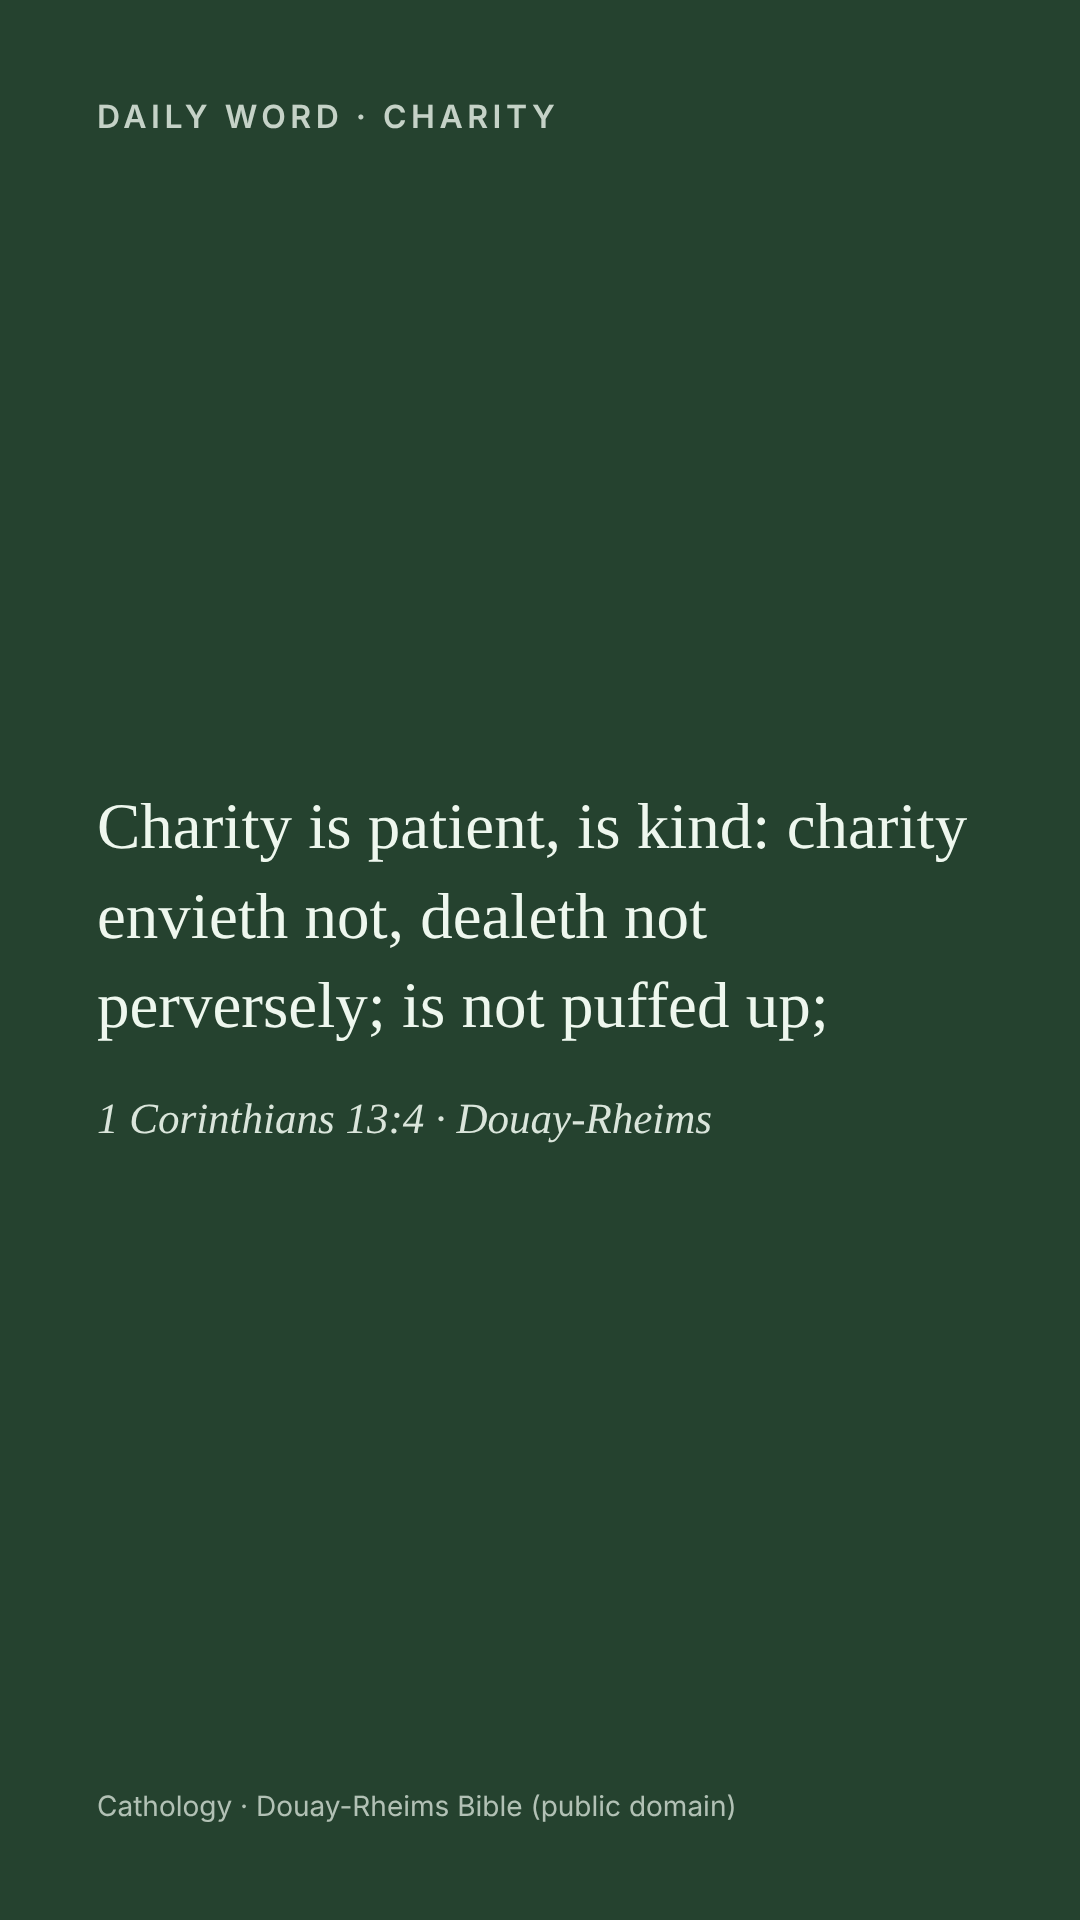 DAILY WORD · CHARITY
Charity is patient, is kind: charity
envieth not, dealeth not
perversely; is not puffed up;
1 Corinthians 13:4 · Douay-Rheims
Cathology · Douay-Rheims Bible (public domain)